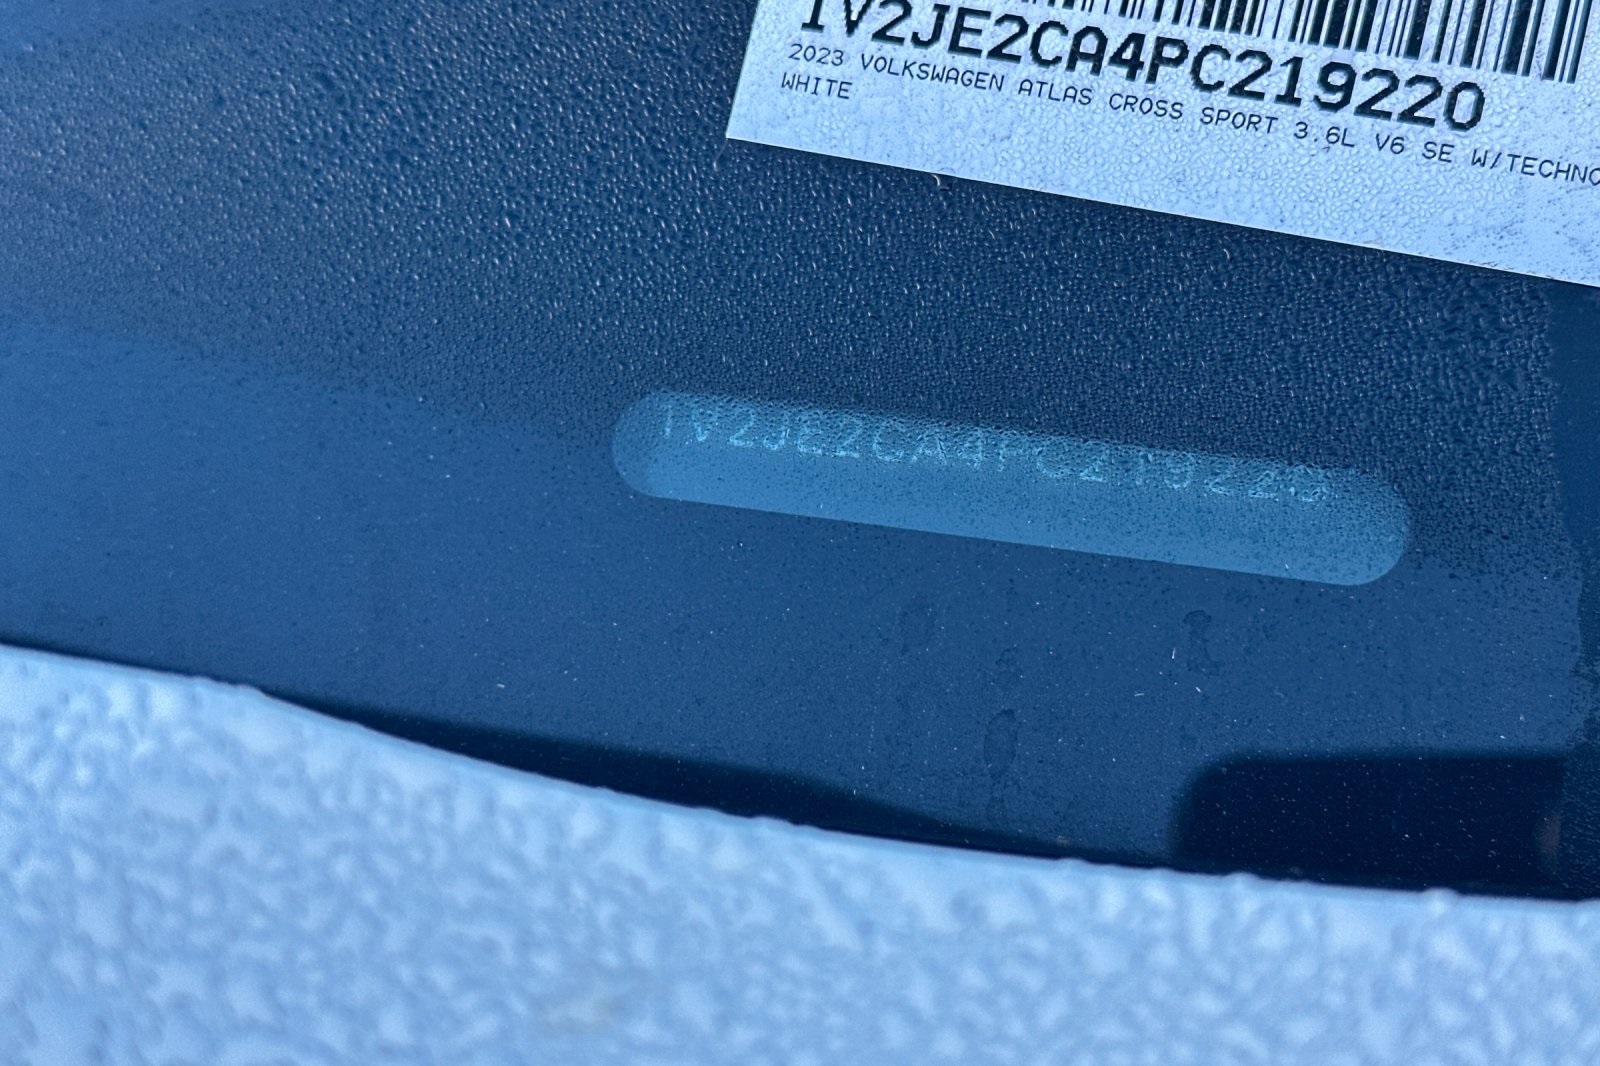 1V2JE2CA4PC219220
2023 VOLKSWAGEN ATLAS CROSS SPORT 3.6L V6 SE W/TECHNO
WHITE
1V2JE2CA4PC219220